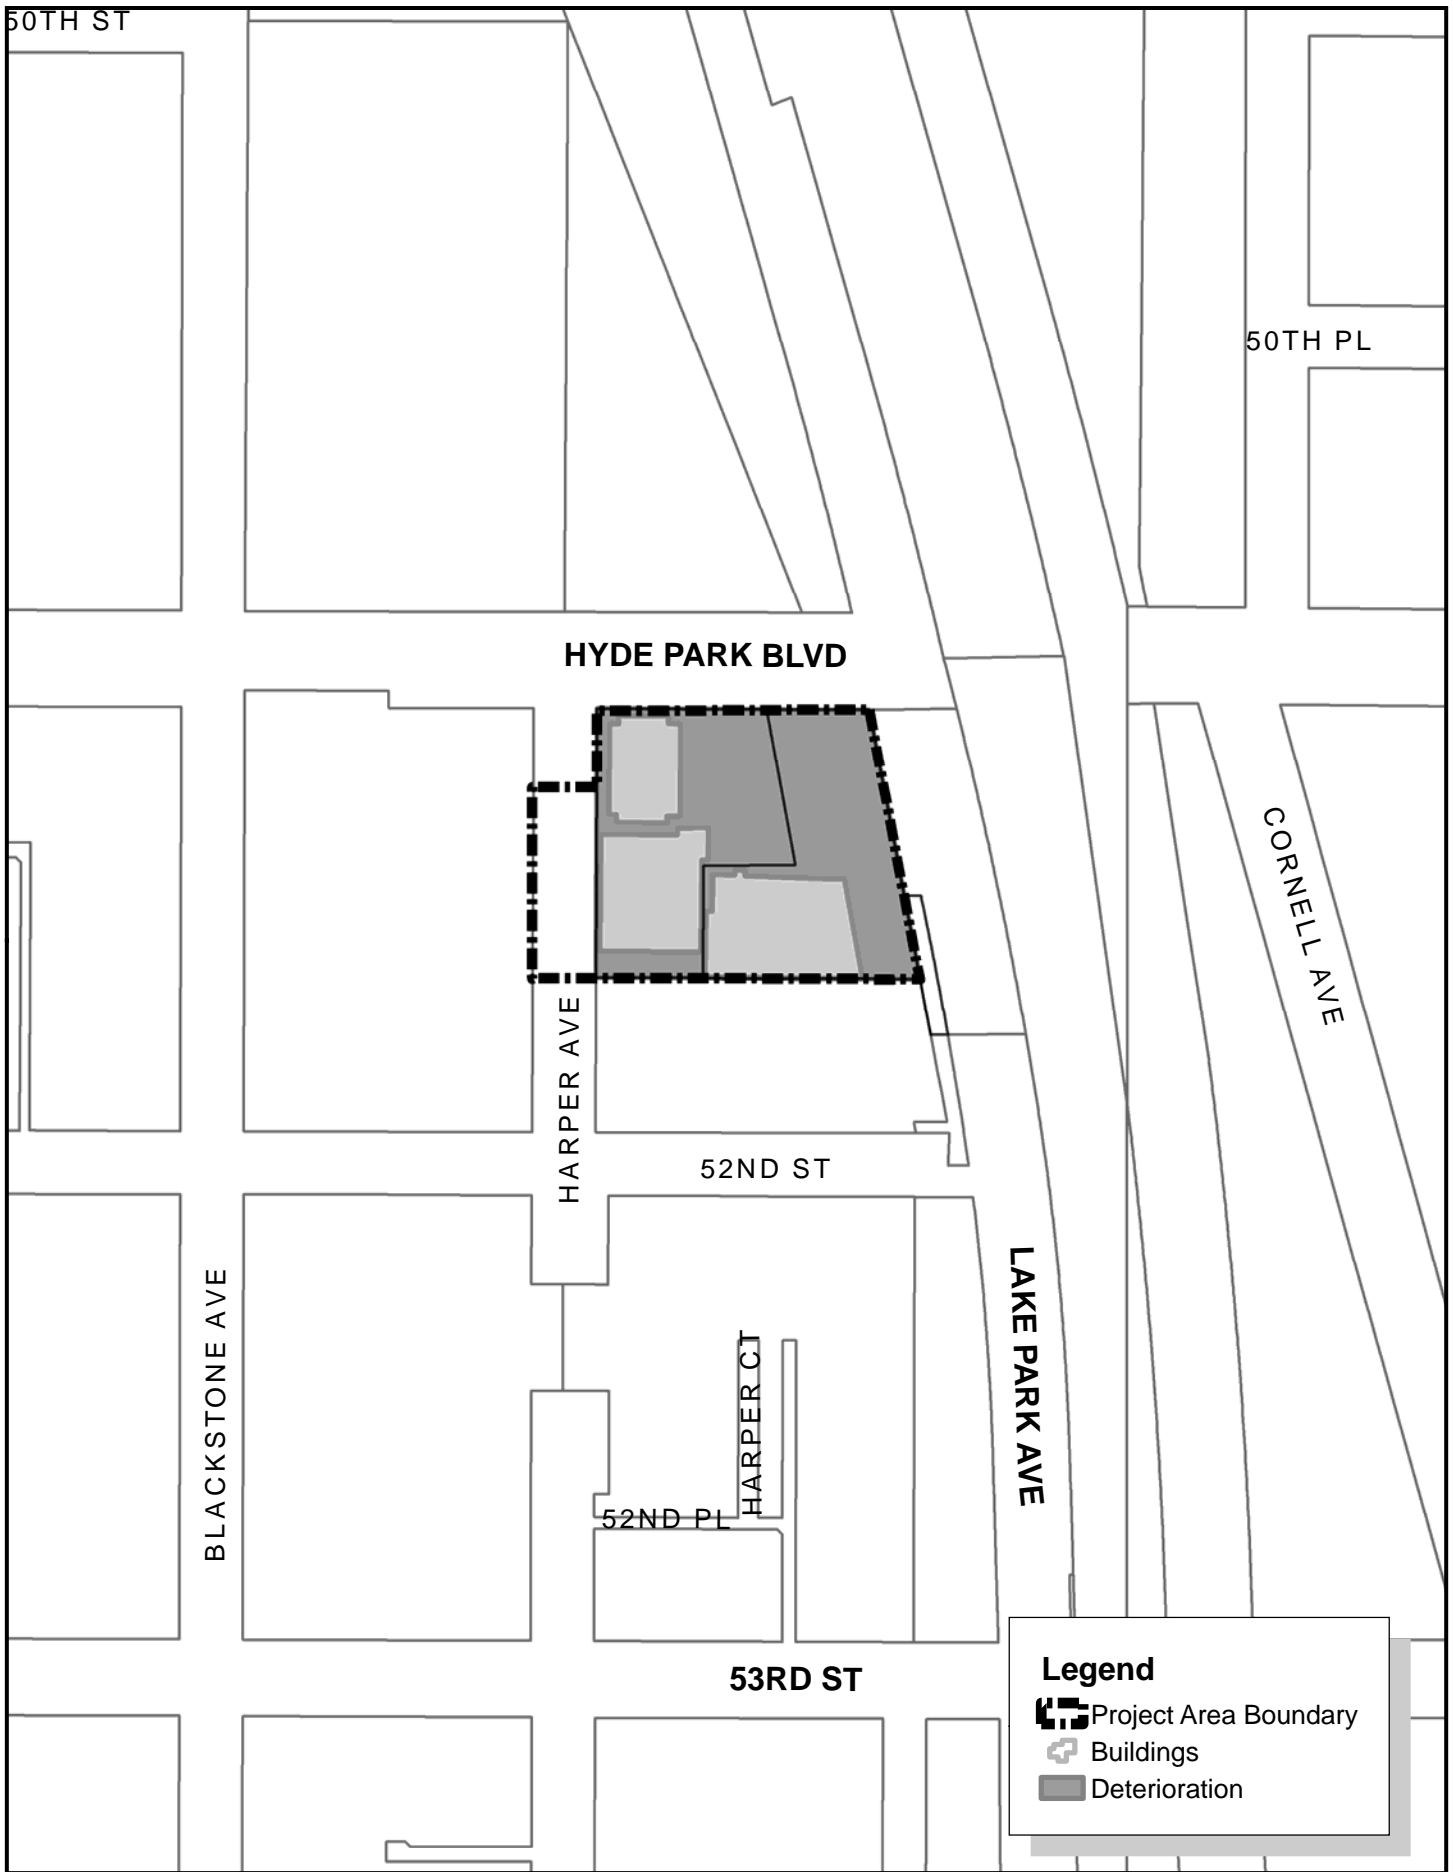 50TH ST
50TH PL
HYDE PARK BLVD
CORNELL AVE
HARPER AVE
52ND ST
BLACKSTONE AVE
LAKE PARK AVE
HARPER CT
52ND PL
53RD ST
Legend
Project Area Boundary
Buildings
Deterioration